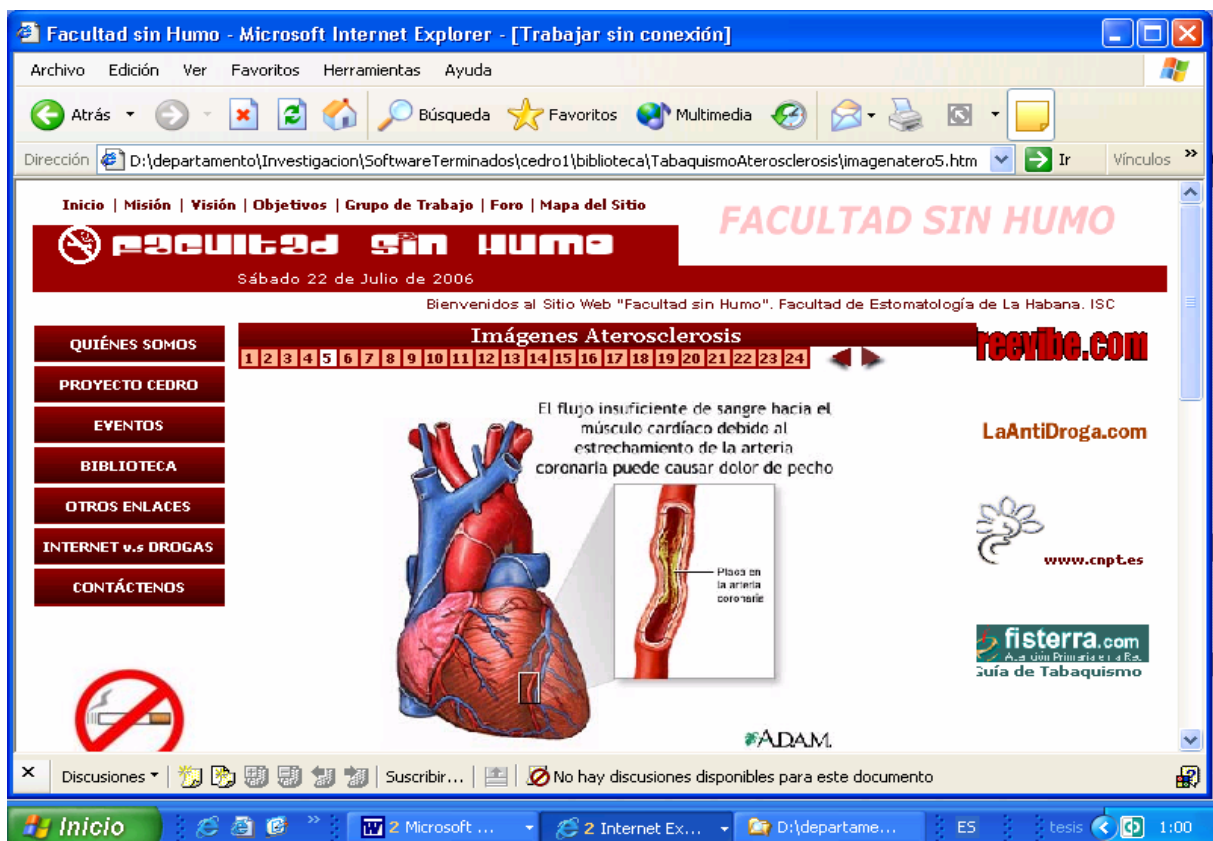 Facultad sin Humo - Microsoft Internet Explorer - [Trabajar sin conexión]
Archivo Edición Ver Favoritos Herramientas Ayuda
Atrás Búsqueda Favoritos Multimedia
Dirección D:\departamento\Investigacion\SoftwareTerminados\cedro1\biblioteca\TabaquismoAterosclerosis\imagenatero5.htm Ir Vínculos »
Inicio | Misión | Visión | Objetivos | Grupo de Trabajo | Foro | Mapa del Sitio
FACULTAD SIN HUMO
Facultad sin Humo
Sábado 22 de Julio de 2006
Bienvenidos al Sitio Web "Facultad sin Humo". Facultad de Estomatología de La Habana. ISC
QUIÉNES SOMOS
PROYECTO CEDRO
EVENTOS
BIBLIOTECA
OTROS ENLACES
INTERNET v.s DROGAS
CONTÁCTENOS
Imágenes Aterosclerosis
1 2 3 4 5 6 7 8 9 10 11 12 13 14 15 16 17 18 19 20 21 22 23 24
El flujo insuficiente de sangre hacia el
músculo cardíaco debido al
estrechamiento de la arteria
coronaria puede causar dolor de pecho
Placa en
la arteria
coronaria
ADAM.
reevibe.com
LaAntiDroga.com
www.cnpt.es
fisterra.com
Guía de Tabaquismo
Discusiones Suscribir... No hay discusiones disponibles para este documento
Inicio » 2 Microsoft ... 2 Internet Ex... D:\departame... ES tesis 1:00